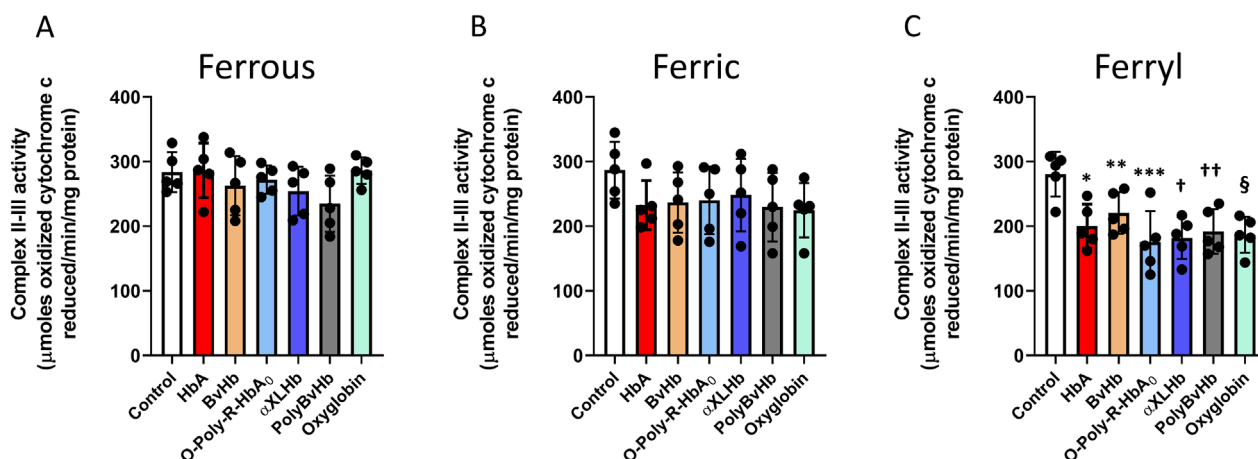 A
Ferrous
Complex II-III activity
(μmoles oxidized cytochrome c
reduced/min/mg protein)
400
300
200
100
0
Control
HbA
BvHb
O-Poly-R-HbA₀
αXLHb
PolyBvHb
Oxyglobin
B
Ferric
Complex II-III activity
(μmoles oxidized cytochrome c
reduced/min/mg protein)
400
300
200
100
0
Control
HbA
BvHb
O-Poly-R-HbA₀
αXLHb
PolyBvHb
Oxyglobin
C
Ferryl
Complex II-III activity
(μmoles oxidized cytochrome c
reduced/min/mg protein)
400
300
200
100
0
* ** *** † †† §
Control
HbA
BvHb
O-Poly-R-HbA₀
αXLHb
PolyBvHb
Oxyglobin